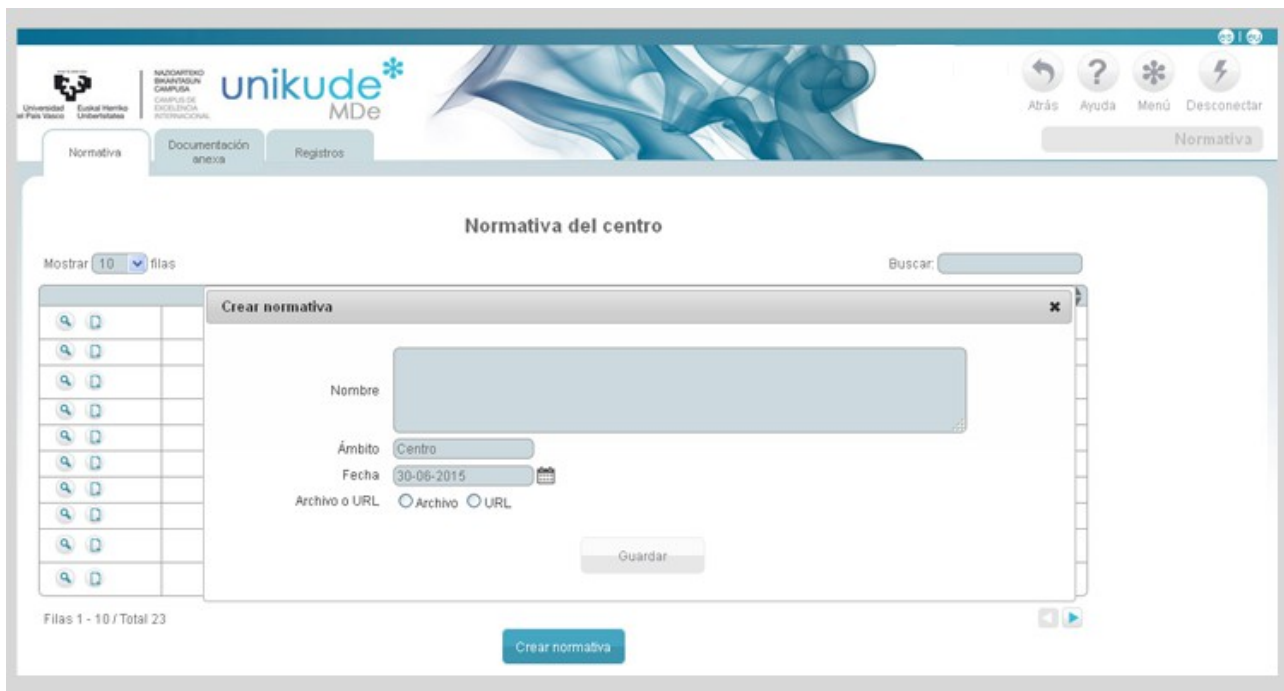 es | eu
Universidad Euskal Herriko
del País Vasco Unibertsitatea
NAZIOARTEKO
BIKAINTASUN
CAMPUSA
CAMPUS DE
EXCELENCIA
INTERNACIONAL
unikude*
MDe
Atrás Ayuda Menú Desconectar
Normativa
Normativa
Documentación
anexa
Registros
Normativa del centro
Mostrar 10 filas
Buscar:
Crear normativa
Nombre
Ámbito Centro
Fecha 30-06-2015
Archivo o URL Archivo URL
Guardar
Filas 1 - 10 / Total 23
Crear normativa